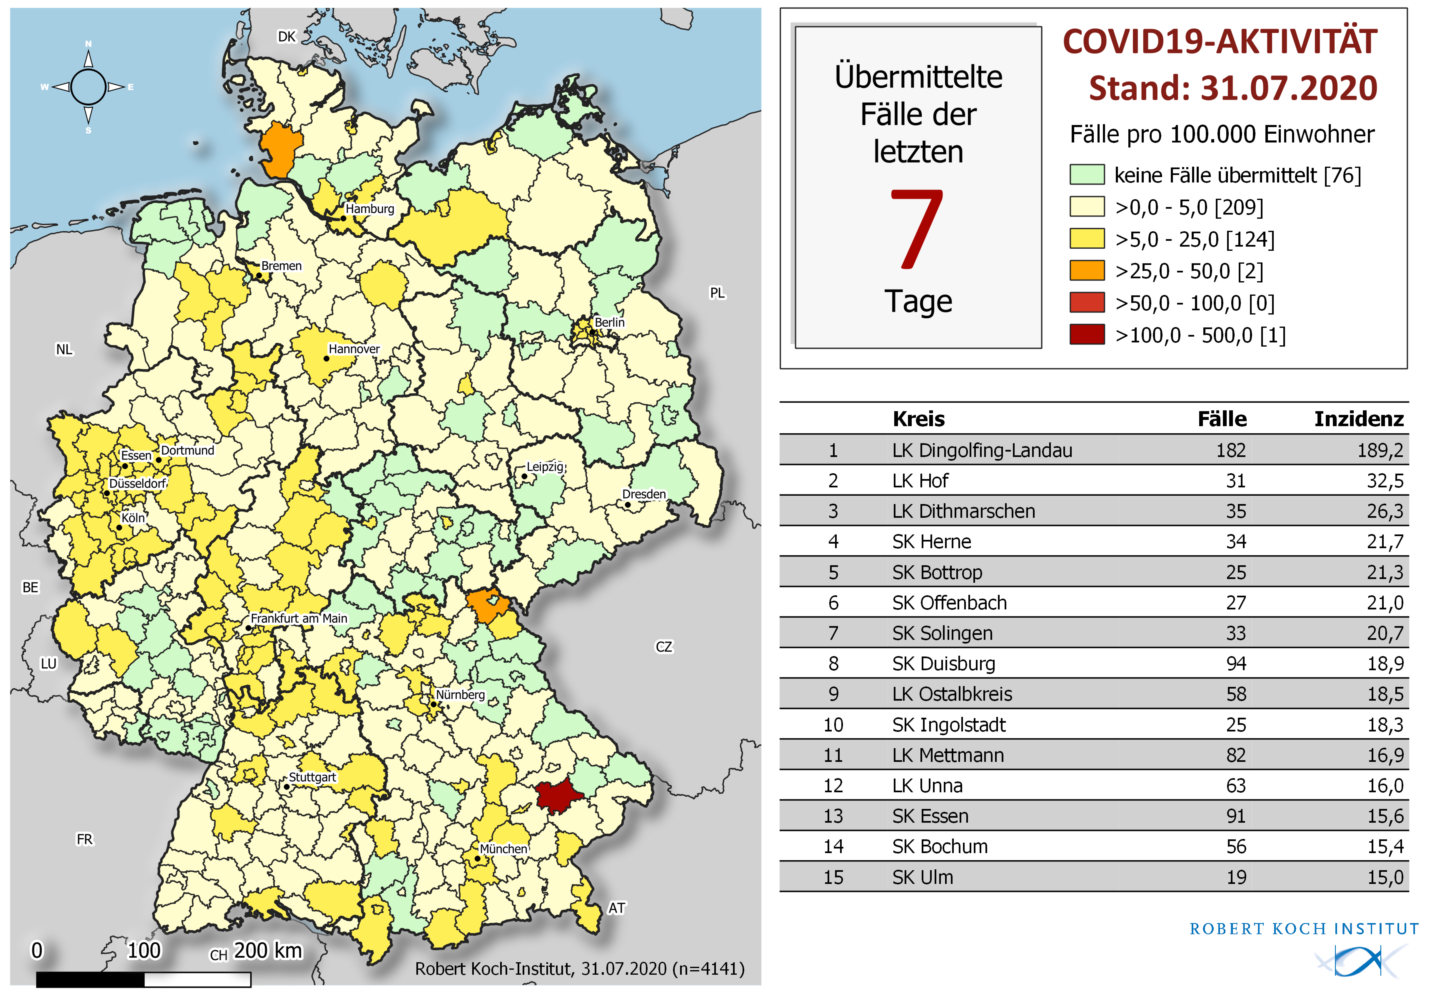 DK
N
W
E
S
Hamburg
Bremen
PL
Berlin
NL
Hannover
Essen
Dortmund
Leipzig
Düsseldorf
Dresden
Köln
BE
Frankfurt am Main
CZ
LU
Nürnberg
Stuttgart
FR
München
AT
0 100 200 km
CH
Robert Koch-Institut, 31.07.2020 (n=4141)
Übermittelte
Fälle der
letzten
7
Tage
COVID19-AKTIVITÄT
Stand: 31.07.2020
Fälle pro 100.000 Einwohner
keine Fälle übermittelt [76]
>0,0 - 5,0 [209]
>5,0 - 25,0 [124]
>25,0 - 50,0 [2]
>50,0 - 100,0 [0]
>100,0 - 500,0 [1]
Kreis Fälle Inzidenz
1 LK Dingolfing-Landau 182 189,2
2 LK Hof 31 32,5
3 LK Dithmarschen 35 26,3
4 SK Herne 34 21,7
5 SK Bottrop 25 21,3
6 SK Offenbach 27 21,0
7 SK Solingen 33 20,7
8 SK Duisburg 94 18,9
9 LK Ostalbkreis 58 18,5
10 SK Ingolstadt 25 18,3
11 LK Mettmann 82 16,9
12 LK Unna 63 16,0
13 SK Essen 91 15,6
14 SK Bochum 56 15,4
15 SK Ulm 19 15,0
ROBERT KOCH INSTITUT